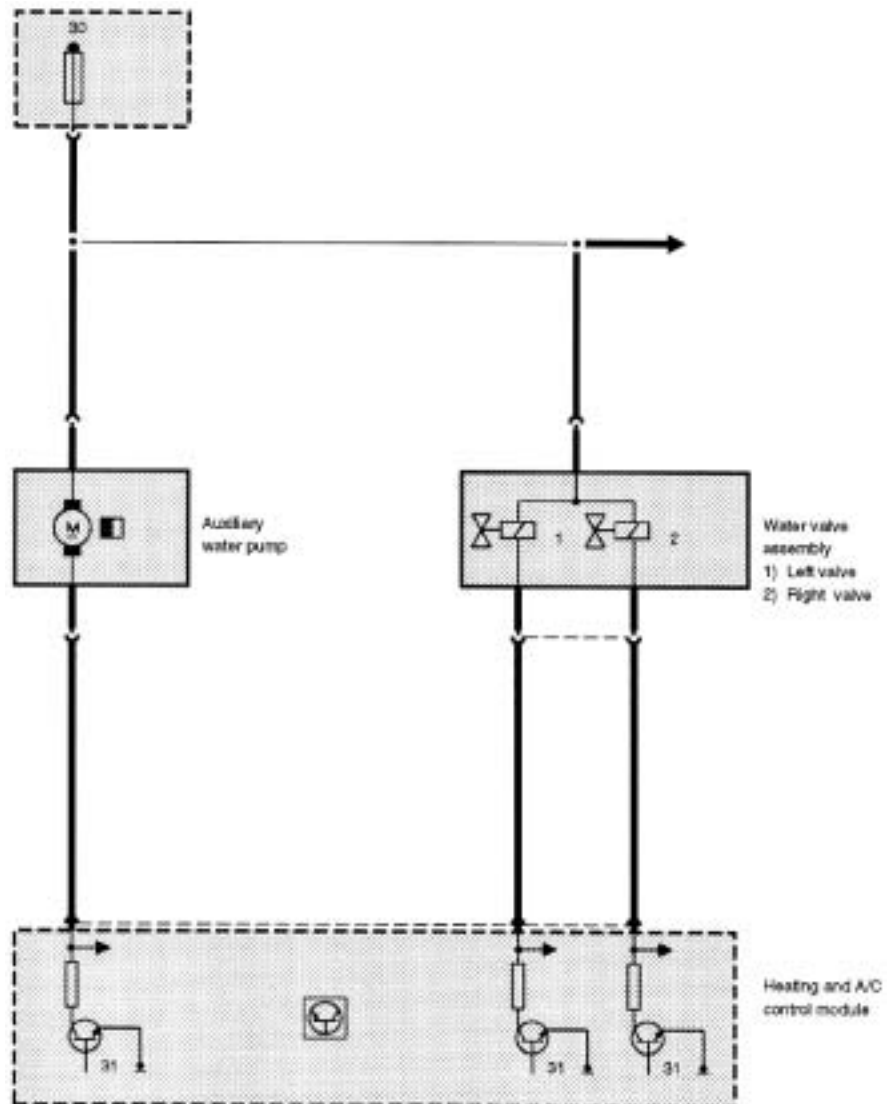 30
M
Auxiliary
water pump
1
2
Water valve
assembly
1) Left valve
2) Right valve
Heating and A/C
control module
31
31
31